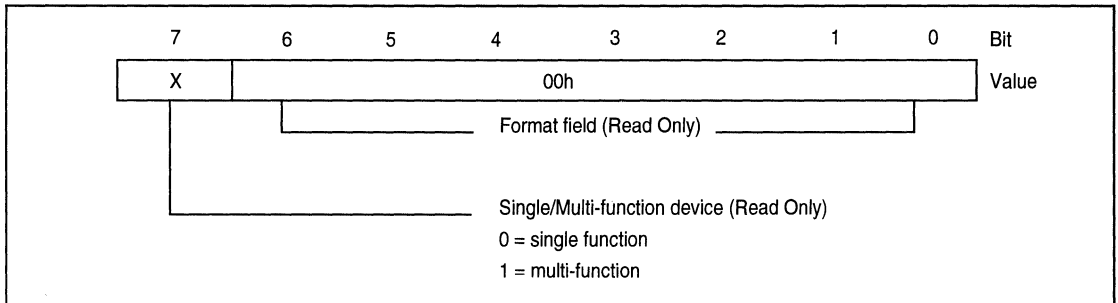 7 6 5 4 3 2 1 0 Bit
X 00h Value
Format field (Read Only)
Single/Multi-function device (Read Only)
0 = single function
1 = multi-function